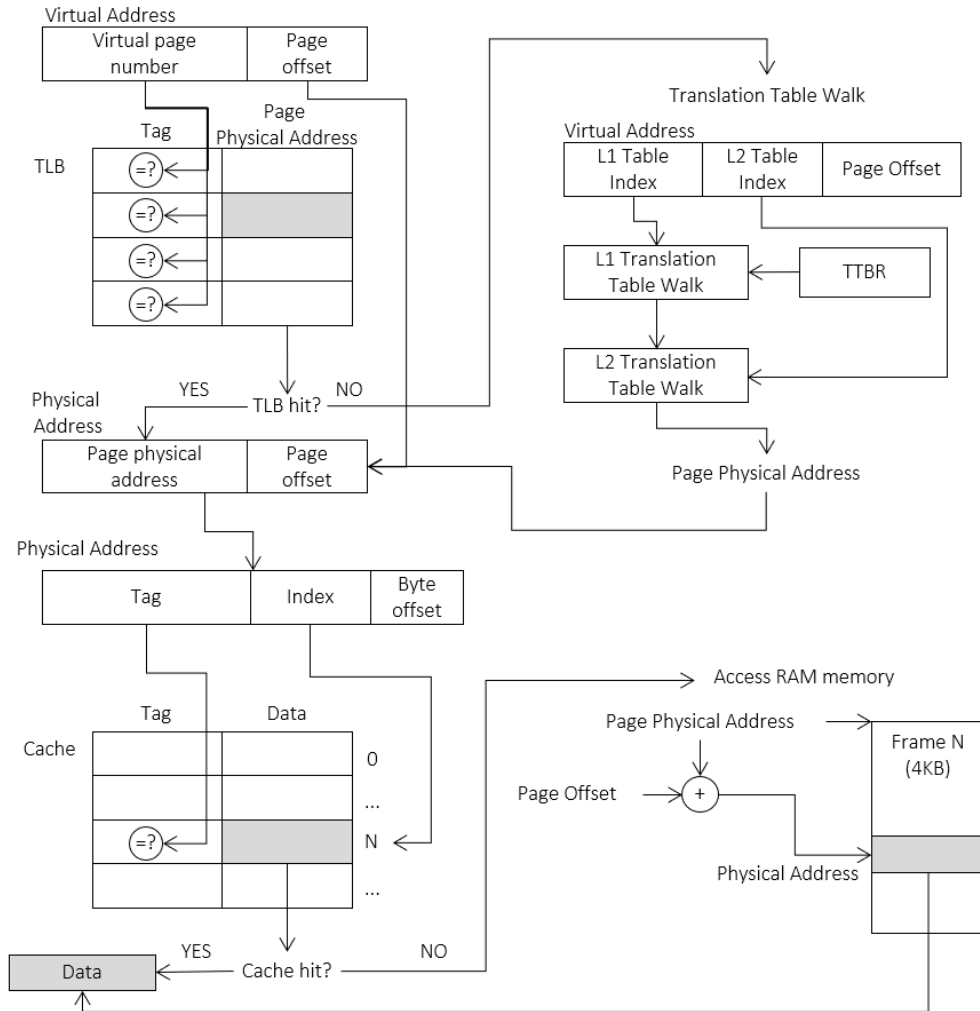 Virtual Address
Virtual page
number
Page
offset
Tag
Page
Physical Address
TLB
=?
=?
=?
=?
YES
NO
TLB hit?
Translation Table Walk
Virtual Address
L1 Table
Index
L2 Table
Index
Page Offset
L1 Translation
Table Walk
TTBR
L2 Translation
Table Walk
Page Physical Address
Physical
Address
Page physical
address
Page
offset
Physical Address
Tag
Index
Byte
offset
Tag
Data
Cache
0
...
=?
N
...
YES
NO
Cache hit?
Data
Access RAM memory
Page Physical Address
Frame N
(4KB)
Page Offset
+
Physical Address